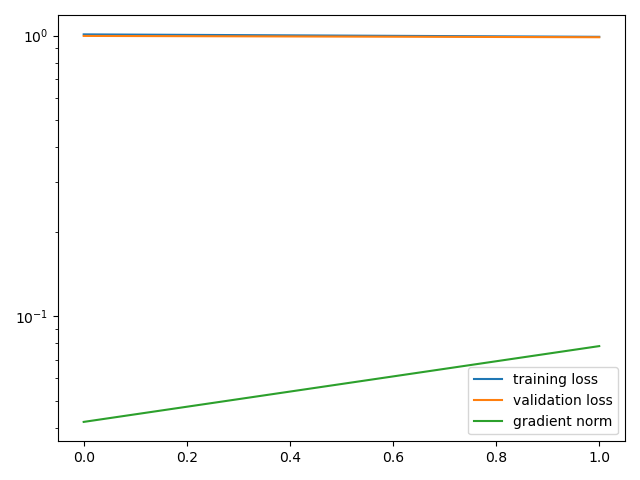 10⁰
10⁻¹
training loss
validation loss
gradient norm
0.0 0.2 0.4 0.6 0.8 1.0